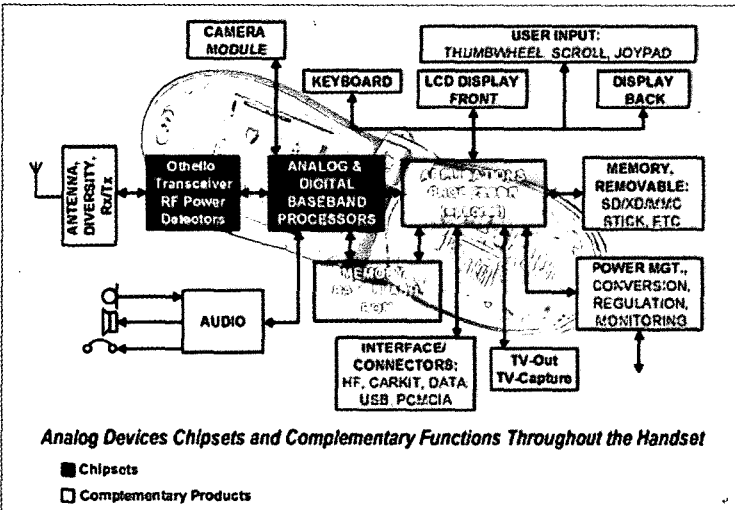 CAMERA
MODULE
USER INPUT:
THUMBWHEEL, SCROLL, JOYPAD
KEYBOARD
LCD DISPLAY
FRONT
DISPLAY
BACK
ANTENNA,
DIVERSITY,
Rx/Tx
Othello
Transceiver
RF Power
Detectors
ANALOG &
DIGITAL
BASEBAND
PROCESSORS
MEMORY,
REMOVABLE:
SD/XD/MMC
STICK, ETC
MEMORY
POWER MGT.,
CONVERSION,
REGULATION,
MONITORING
AUDIO
INTERFACE/
CONNECTORS:
HF, CARKIT, DATA
USB, PCMCIA
TV-Out
TV-Capture
Analog Devices Chipsets and Complementary Functions Throughout the Handset
Chipsets
Complementary Products